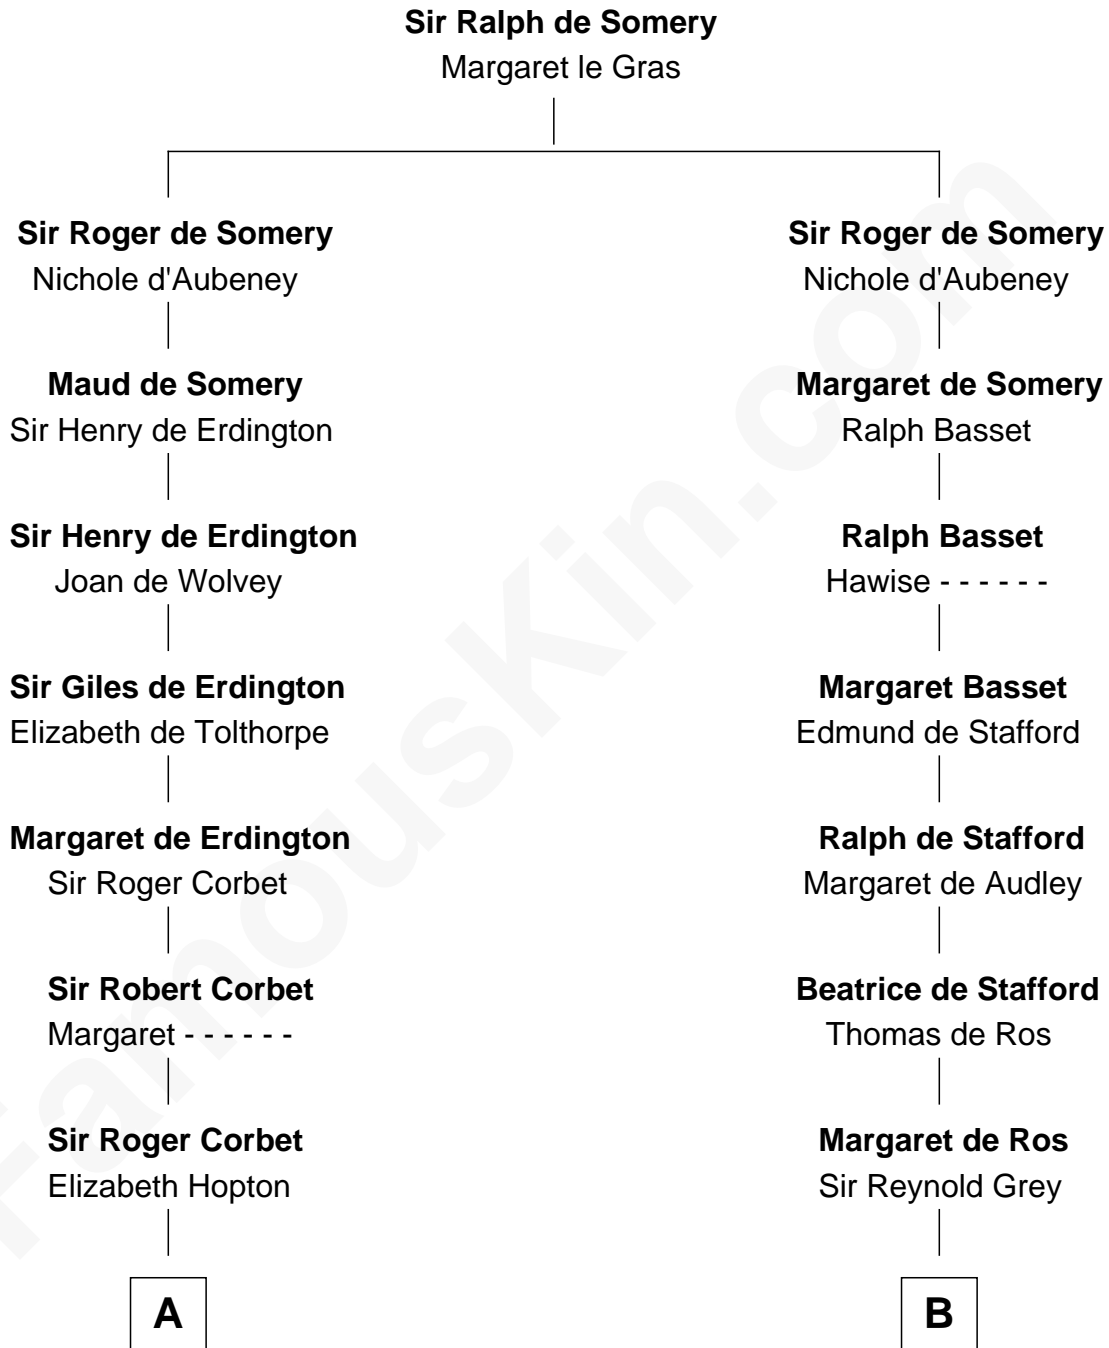 Sir Ralph de Somery
Margaret le Gras
Sir Roger de Somery
Nichole d'Aubeney
Sir Roger de Somery
Nichole d'Aubeney
Maud de Somery
Sir Henry de Erdington
Margaret de Somery
Ralph Basset
Sir Henry de Erdington
Joan de Wolvey
Ralph Basset
Hawise - - - - - -
Sir Giles de Erdington
Elizabeth de Tolthorpe
Margaret Basset
Edmund de Stafford
Margaret de Erdington
Sir Roger Corbet
Ralph de Stafford
Margaret de Audley
Sir Robert Corbet
Margaret - - - - - -
Beatrice de Stafford
Thomas de Ros
Sir Roger Corbet
Elizabeth Hopton
Margaret de Ros
Sir Reynold Grey
A
B
FamousKin.com